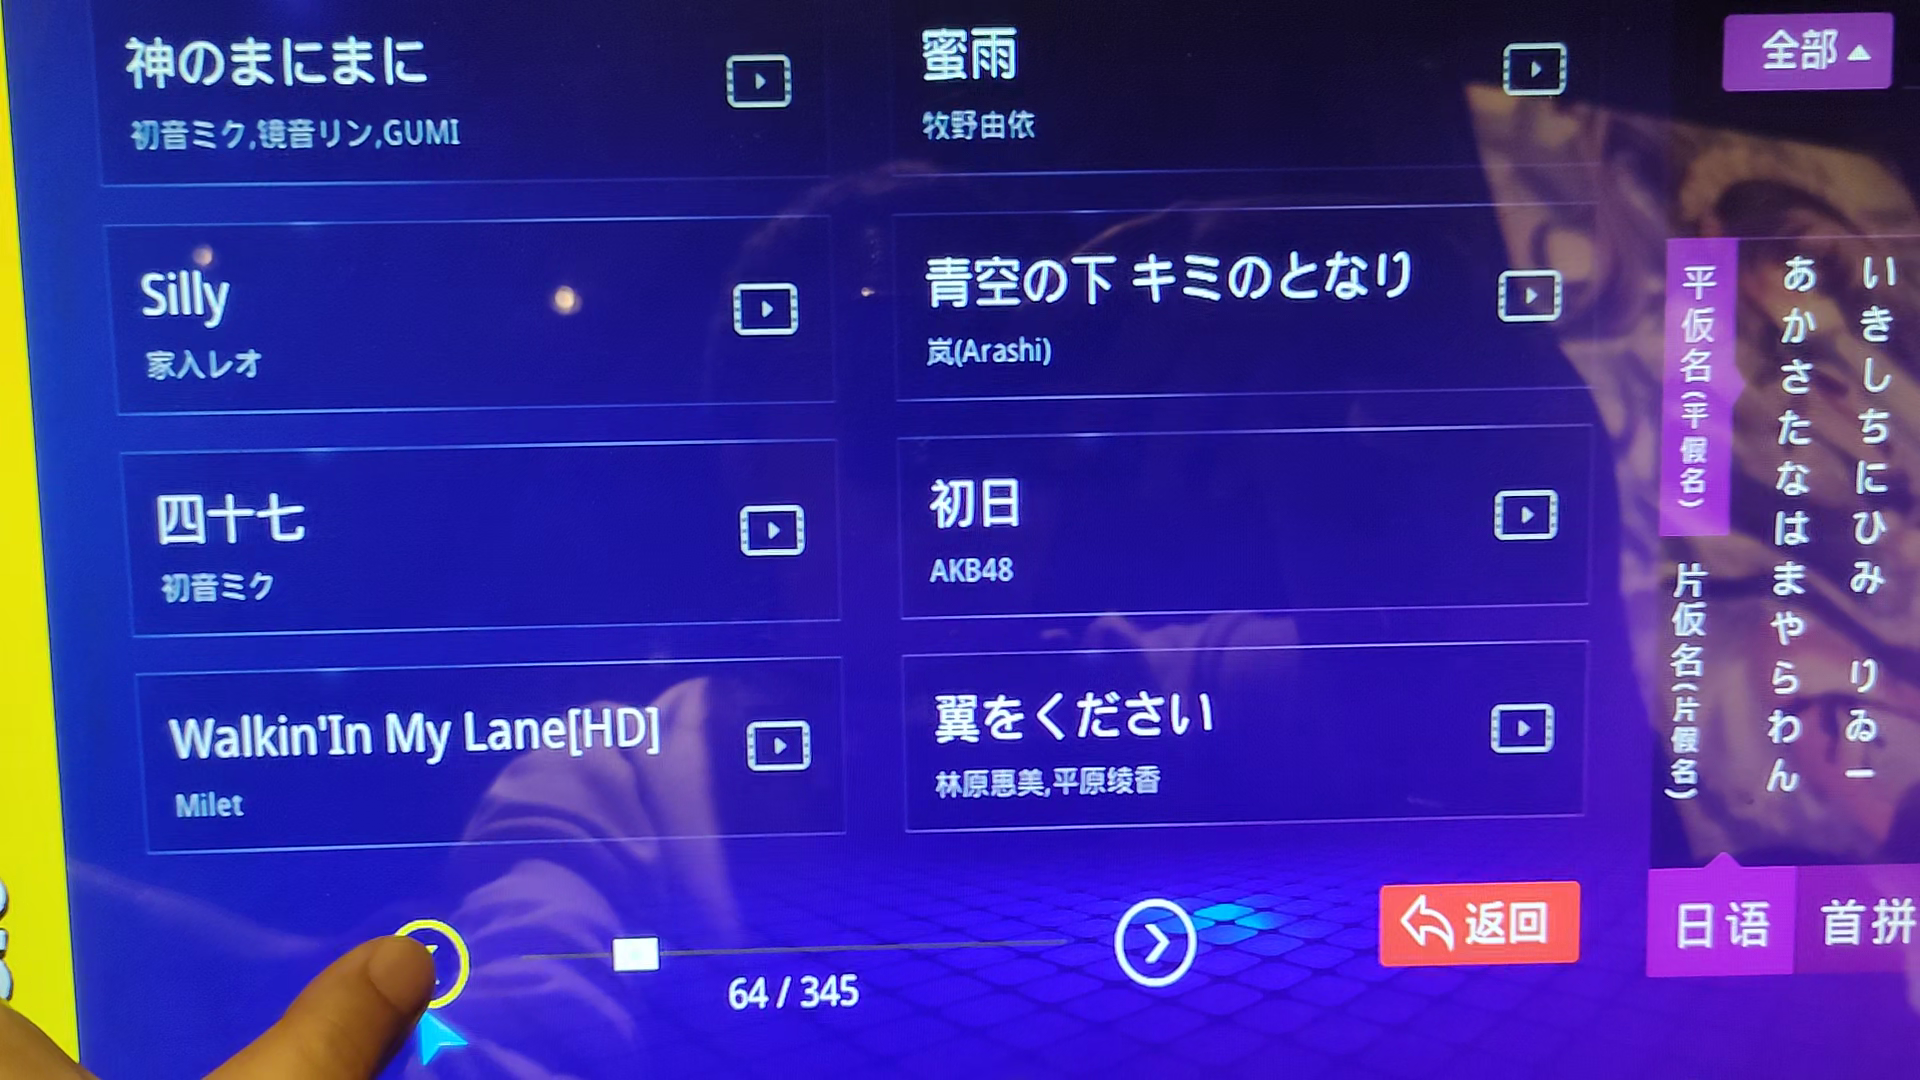 神のまにまに
初音ミク,镜音リン,GUMI
蜜雨
牧野由依
Silly
家入レオ
青空の下 キミのとなり
岚(Arashi)
四十七
初音ミク
初日
AKB48
Walkin'In My Lane[HD]
Milet
翼をください
林原惠美,平原绫香
64 / 345
返回
全部
平仮名(平假名)
片仮名(片假名)
あかさたなはまやらわん
いきしちにひみ りゐー
日语
首拼